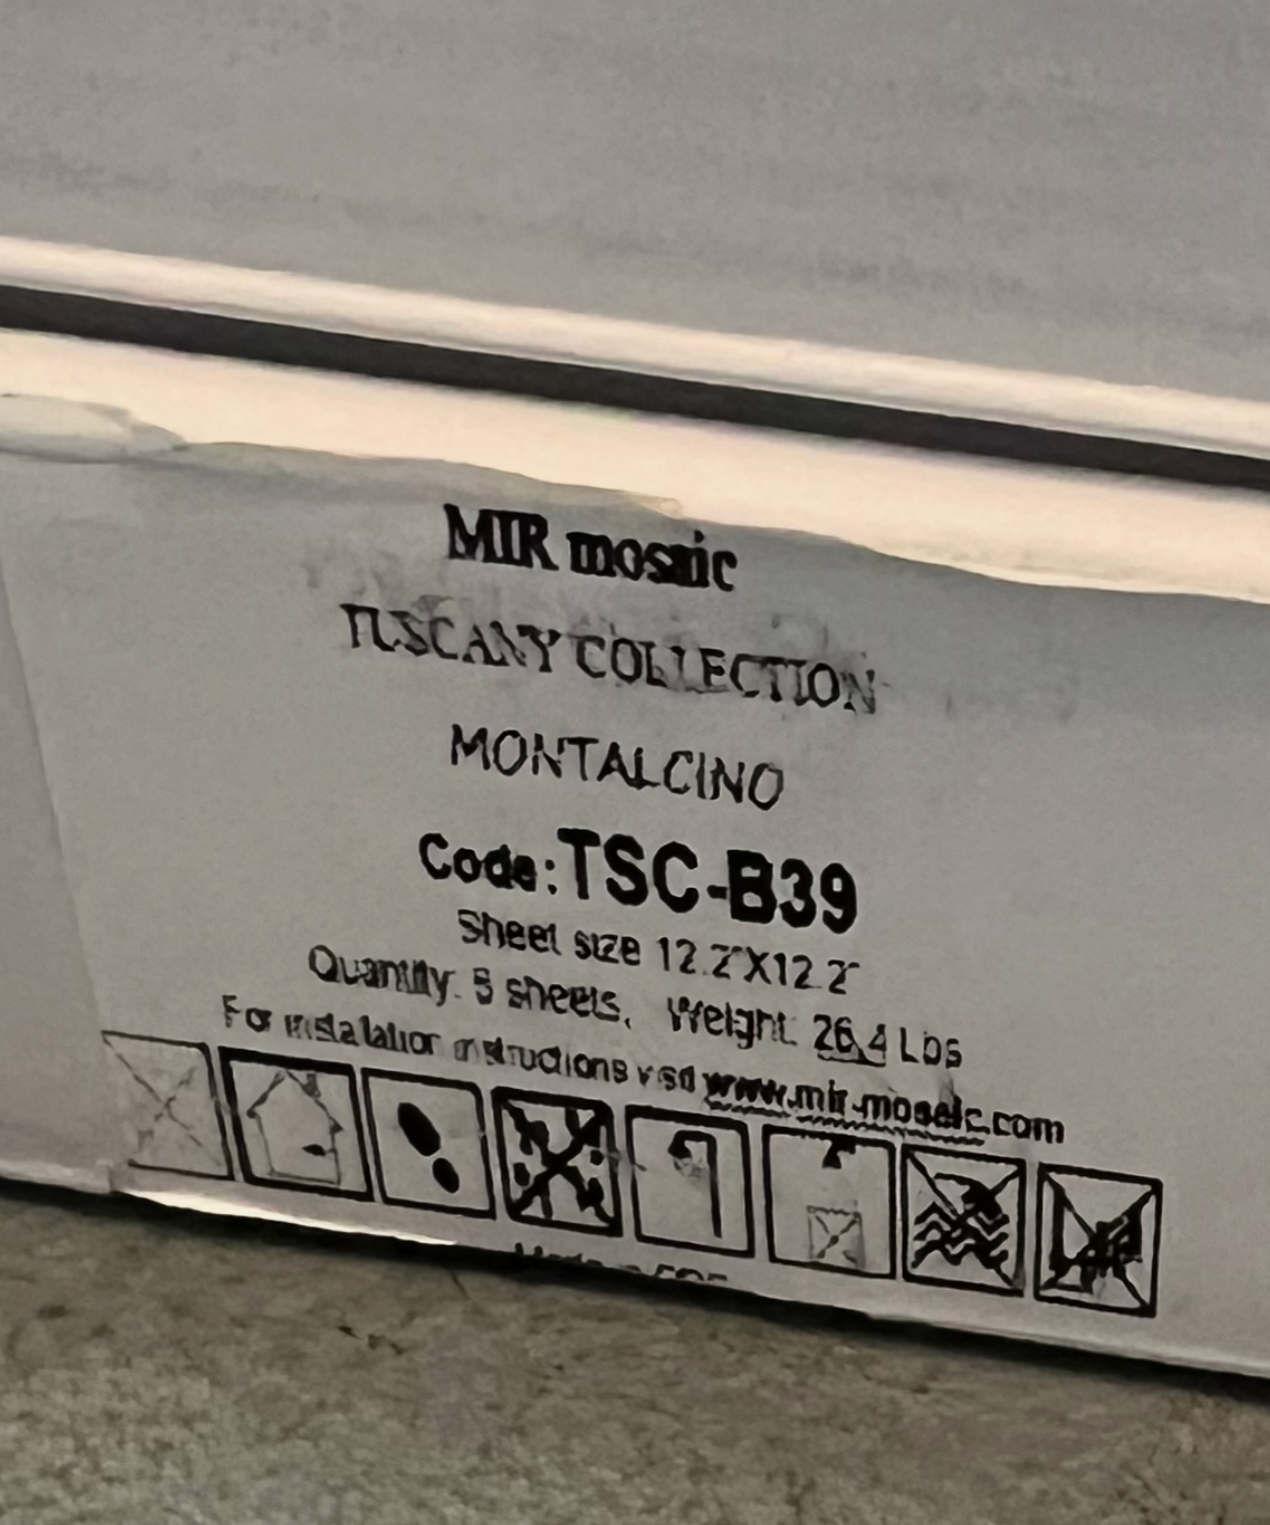 MIR mosaic
TUSCANY COLLECTION
MONTALCINO
Code: TSC-B39
Sheet size 12.2"X12.2"
Quantity: 5 sheets, Weight: 26,4 Lbs
For installation instructions visit www.mir-mosaic.com